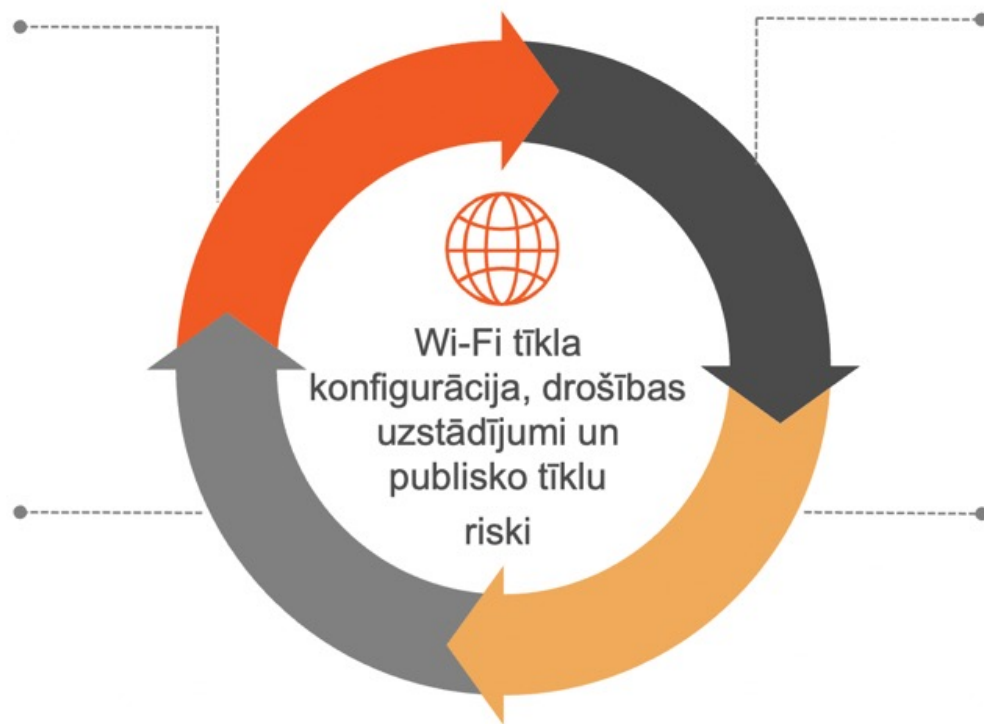 Wi-Fi tīkla
konfigurācija, drošības
uzstādījumi un
publisko tīklu
riski